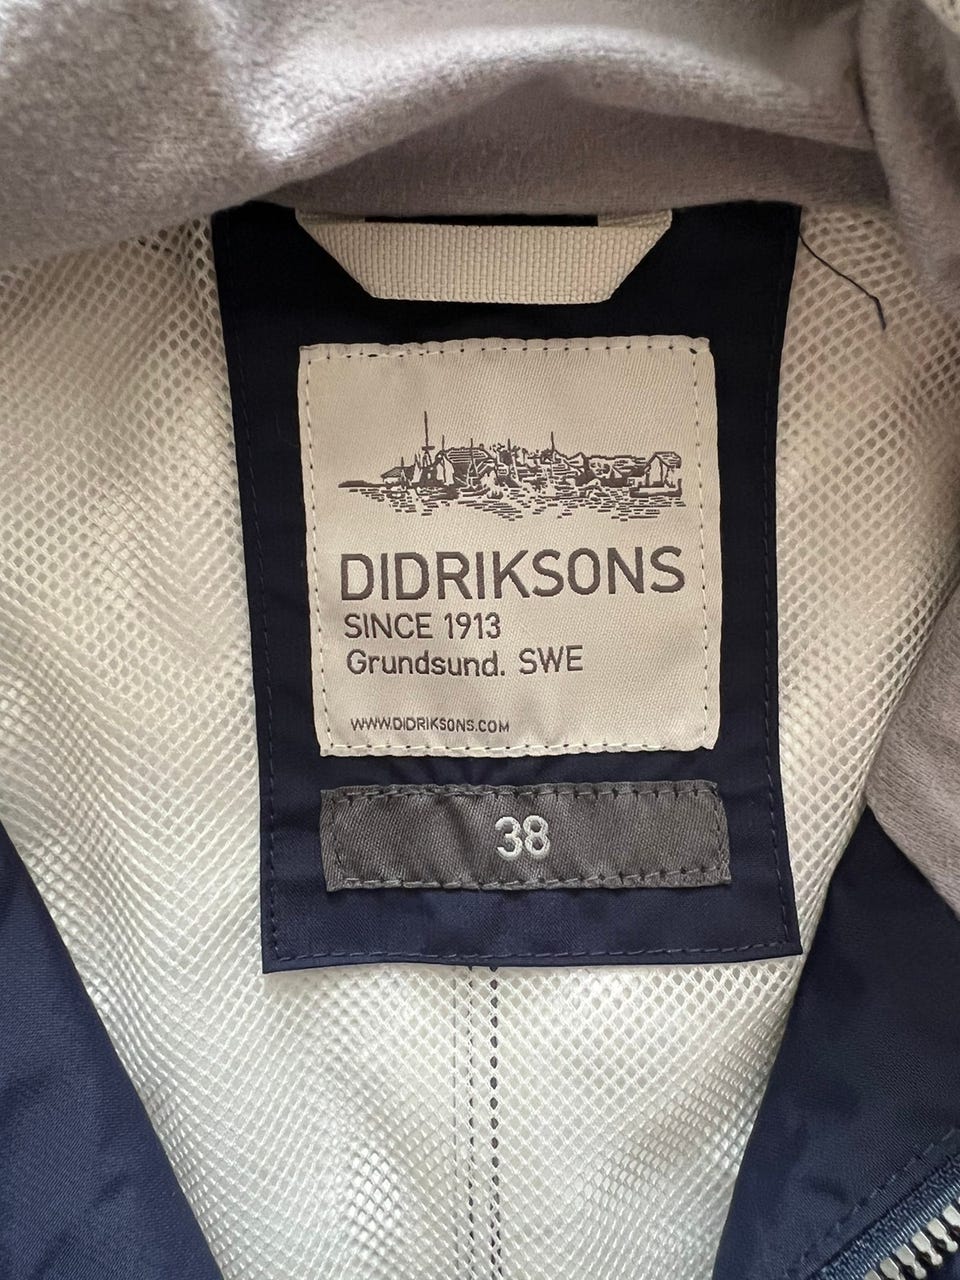 DIDRIKSONS
SINCE 1913
Grundsund. SWE
WWW.DIDRIKSONS.COM
38